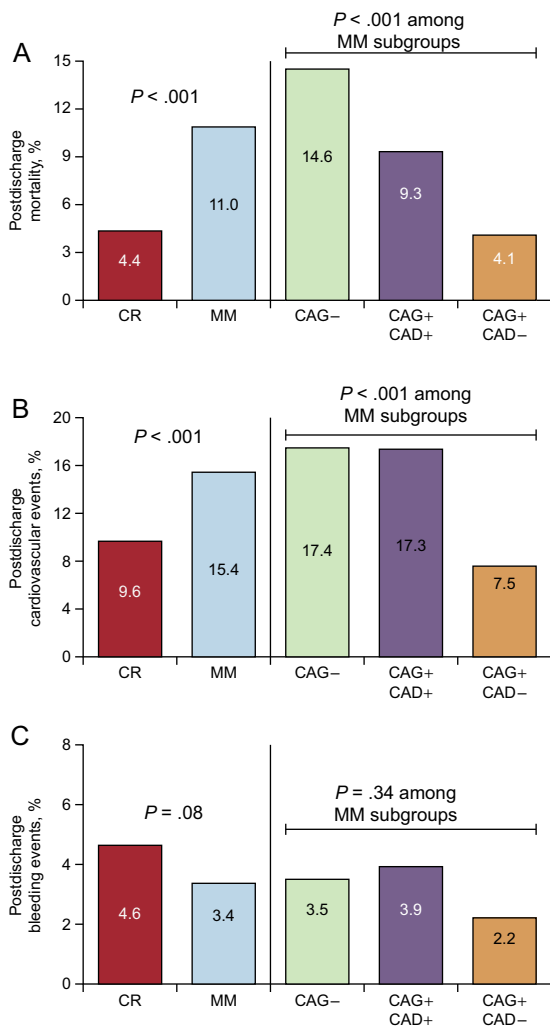 A
P < .001 among
MM subgroups
P < .001
Postdischarge
mortality, %
15
12
9
6
3
0
4.4
11.0
14.6
9.3
4.1
CR
MM
CAG−
CAG+
CAD+
CAG+
CAD−
B
P < .001 among
MM subgroups
P < .001
Postdischarge
cardiovascular events, %
20
16
12
8
4
0
9.6
15.4
17.4
17.3
7.5
CR
MM
CAG−
CAG+
CAD+
CAG+
CAD−
C
P = .34 among
MM subgroups
P = .08
Postdischarge
bleeding events, %
8
6
4
2
0
4.6
3.4
3.5
3.9
2.2
CR
MM
CAG−
CAG+
CAD+
CAG+
CAD−